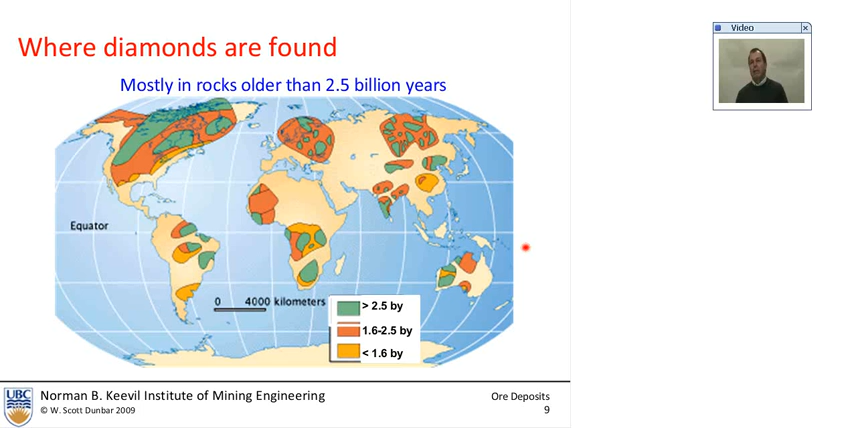 Where diamonds are found
Video
Mostly in rocks older than 2.5 billion years
Equator
0 4000 kilometers
> 2.5 by
1.6-2.5 by
< 1.6 by
UBC
Norman B. Keevil Institute of Mining Engineering
© W. Scott Dunbar 2009
Ore Deposits
9